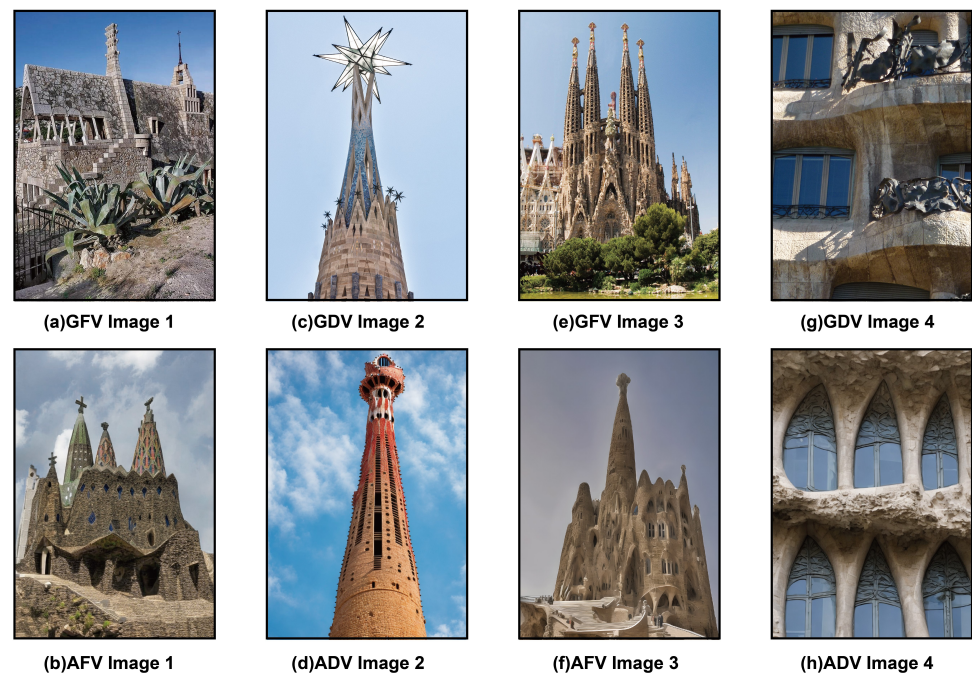 (a)GFV Image 1
(c)GDV Image 2
(e)GFV Image 3
(g)GDV Image 4
(b)AFV Image 1
(d)ADV Image 2
(f)AFV Image 3
(h)ADV Image 4